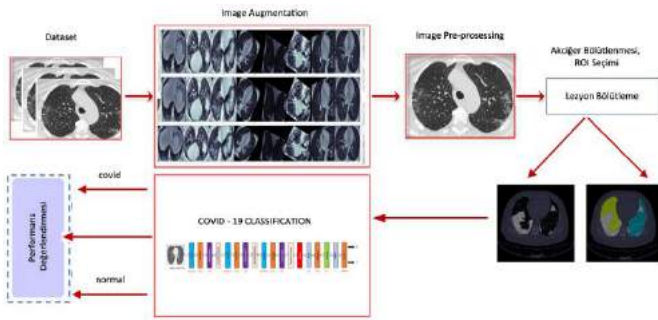 Image Augmentation
Dataset
Image Pre-prosessing
Akciğer Bölütlenmesi,
ROI Seçimi
Lezyon Bölütleme
covid
COVID - 19 CLASSIFICATION
Performans
Değerlendirmesi
normal